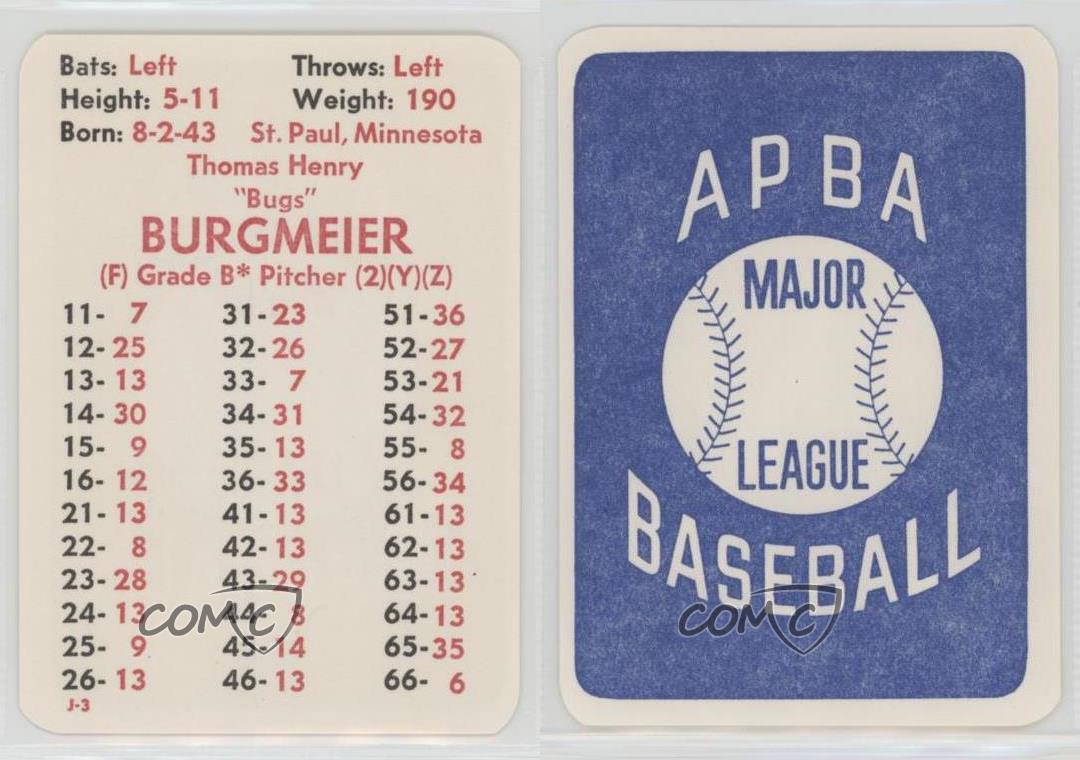 Bats: Left Throws: Left
Height: 5-11 Weight: 190
Born: 8-2-43 St. Paul, Minnesota
Thomas Henry
"Bugs"
BURGMEIER
(F) Grade B* Pitcher (2)(Y)(Z)
11- 7 31-23 51-36
12-25 32-26 52-27
13-13 33- 7 53-21
14-30 34-31 54-32
15- 9 35-13 55- 8
16-12 36-33 56-34
21-13 41-13 61-13
22- 8 42-13 62-13
23-28 43-29 63-13
24-13 44- 8 64-13
25- 9 45-14 65-35
26-13 46-13 66- 6
J-3
COMC
APBA
MAJOR
LEAGUE
BASEBALL
COMC